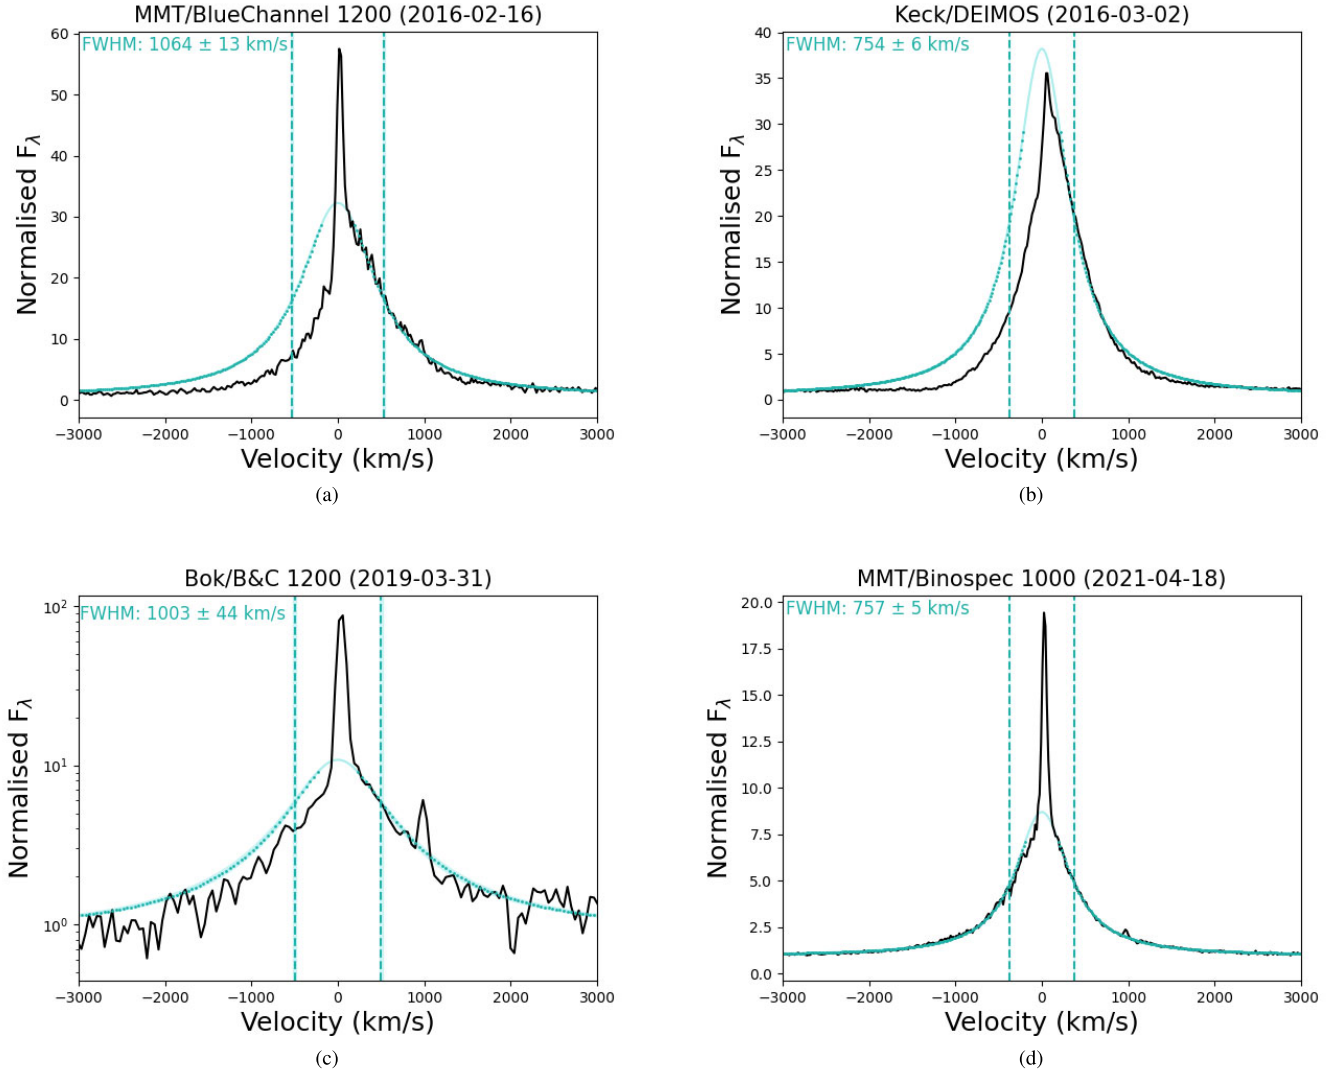 MMT/BlueChannel 1200 (2016-02-16)
FWHM: 1064 ± 13 km/s
Normalised Fλ
60
50
40
30
20
10
0
−3000 −2000 −1000 0 1000 2000 3000
Velocity (km/s)
(a)
Keck/DEIMOS (2016-03-02)
FWHM: 754 ± 6 km/s
Normalised Fλ
40
35
30
25
20
15
10
5
0
−3000 −2000 −1000 0 1000 2000 3000
Velocity (km/s)
(b)
Bok/B&C 1200 (2019-03-31)
FWHM: 1003 ± 44 km/s
Normalised Fλ
10²
10¹
10⁰
−3000 −2000 −1000 0 1000 2000 3000
Velocity (km/s)
(c)
MMT/Binospec 1000 (2021-04-18)
FWHM: 757 ± 5 km/s
Normalised Fλ
20.0
17.5
15.0
12.5
10.0
7.5
5.0
2.5
0.0
−3000 −2000 −1000 0 1000 2000 3000
Velocity (km/s)
(d)